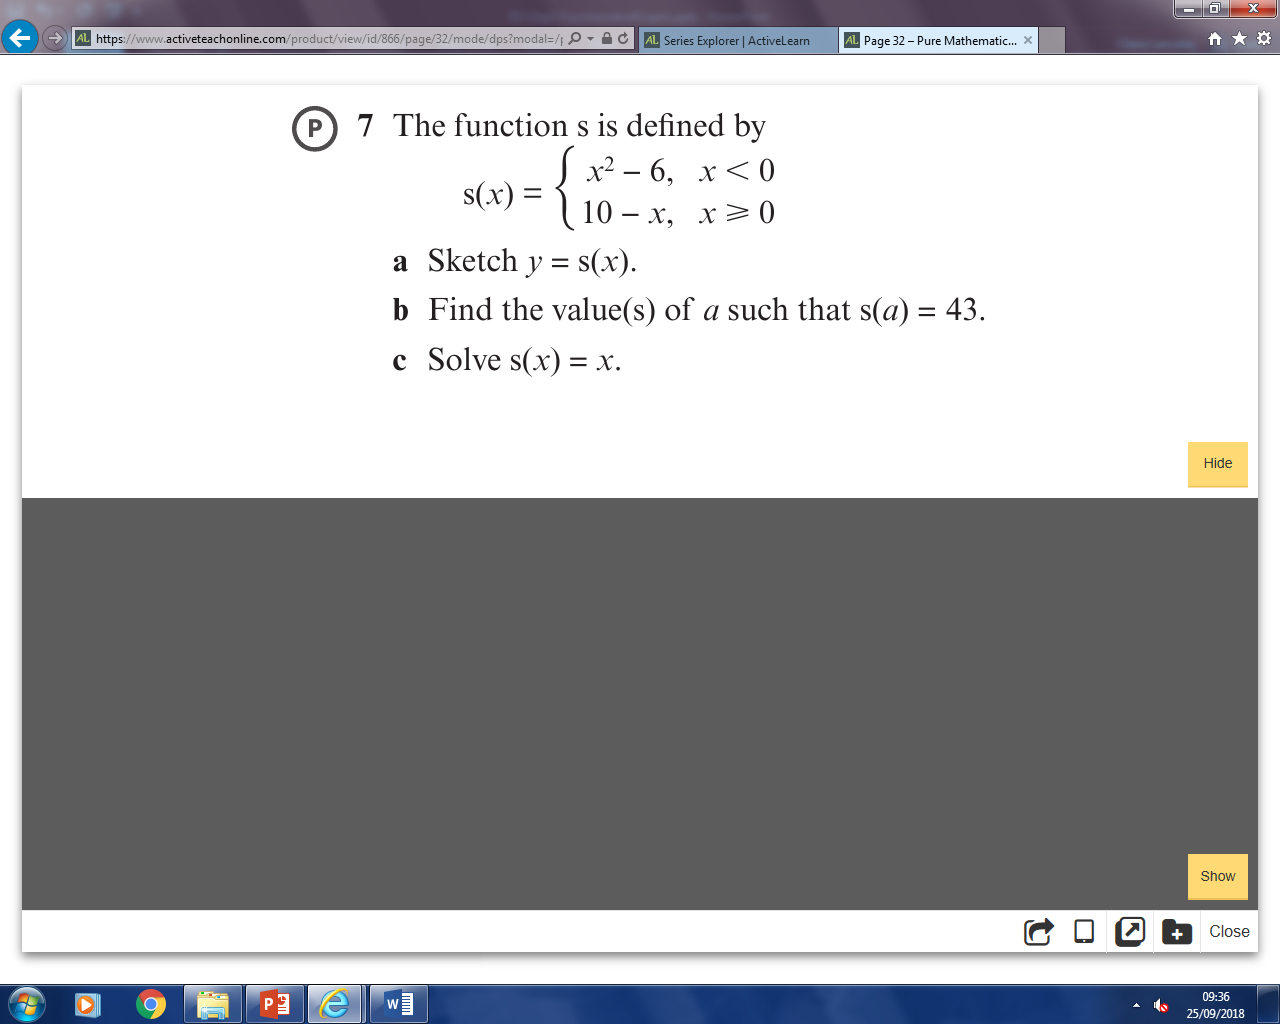 https://www.activeteachonline.com/product/view/id/866/page/32/mode/dps?modal=/p
AL Series Explorer | ActiveLearn
AL Page 32 – Pure Mathematic...
P 7 The function s is defined by
s(x) = { x² − 6, x < 0
10 − x, x ⩾ 0
a Sketch y = s(x).
b Find the value(s) of a such that s(a) = 43.
c Solve s(x) = x.
Hide
Show
Close
09:36
25/09/2018